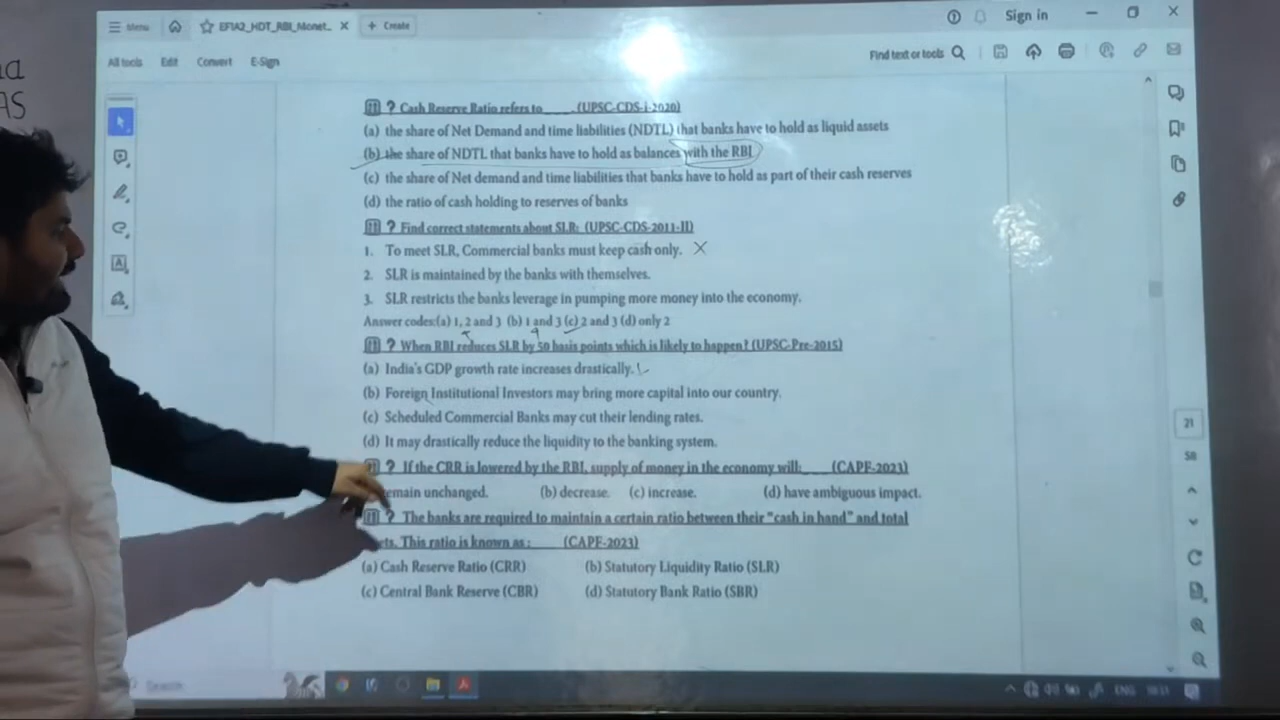 na
AS
Menu
EF1A2_HDT_RBI_Monet...
+ Create
Sign in
All tools Edit Convert E-Sign
Find text or tools
? Cash Reserve Ratio refers to ____ (UPSC-CDS-i-2020)
(a) the share of Net Demand and time liabilities (NDTL) that banks have to hold as liquid assets
(b) the share of NDTL that banks have to hold as balances with the RBI
(c) the share of Net demand and time liabilities that banks have to hold as part of their cash reserves
(d) the ratio of cash holding to reserves of banks
? Find correct statements about SLR: (UPSC-CDS-2011-II)
1. To meet SLR, Commercial banks must keep cash only. X
2. SLR is maintained by the banks with themselves.
3. SLR restricts the banks leverage in pumping more money into the economy.
Answer codes:(a) 1, 2 and 3 (b) 1 and 3 (c) 2 and 3 (d) only 2
? When RBI reduces SLR by 50 basis points which is likely to happen? (UPSC-Pre-2015)
(a) India's GDP growth rate increases drastically.
(b) Foreign Institutional Investors may bring more capital into our country.
(c) Scheduled Commercial Banks may cut their lending rates.
(d) It may drastically reduce the liquidity to the banking system.
? If the CRR is lowered by the RBI, supply of money in the economy will:____ (CAPF-2023)
emain unchanged. (b) decrease. (c) increase. (d) have ambiguous impact.
? The banks are required to maintain a certain ratio between their "cash in hand" and total
ets. This ratio is known as : ____ (CAPF-2023)
(a) Cash Reserve Ratio (CRR) (b) Statutory Liquidity Ratio (SLR)
(c) Central Bank Reserve (CBR) (d) Statutory Bank Ratio (SBR)
21
58
Search
ENG